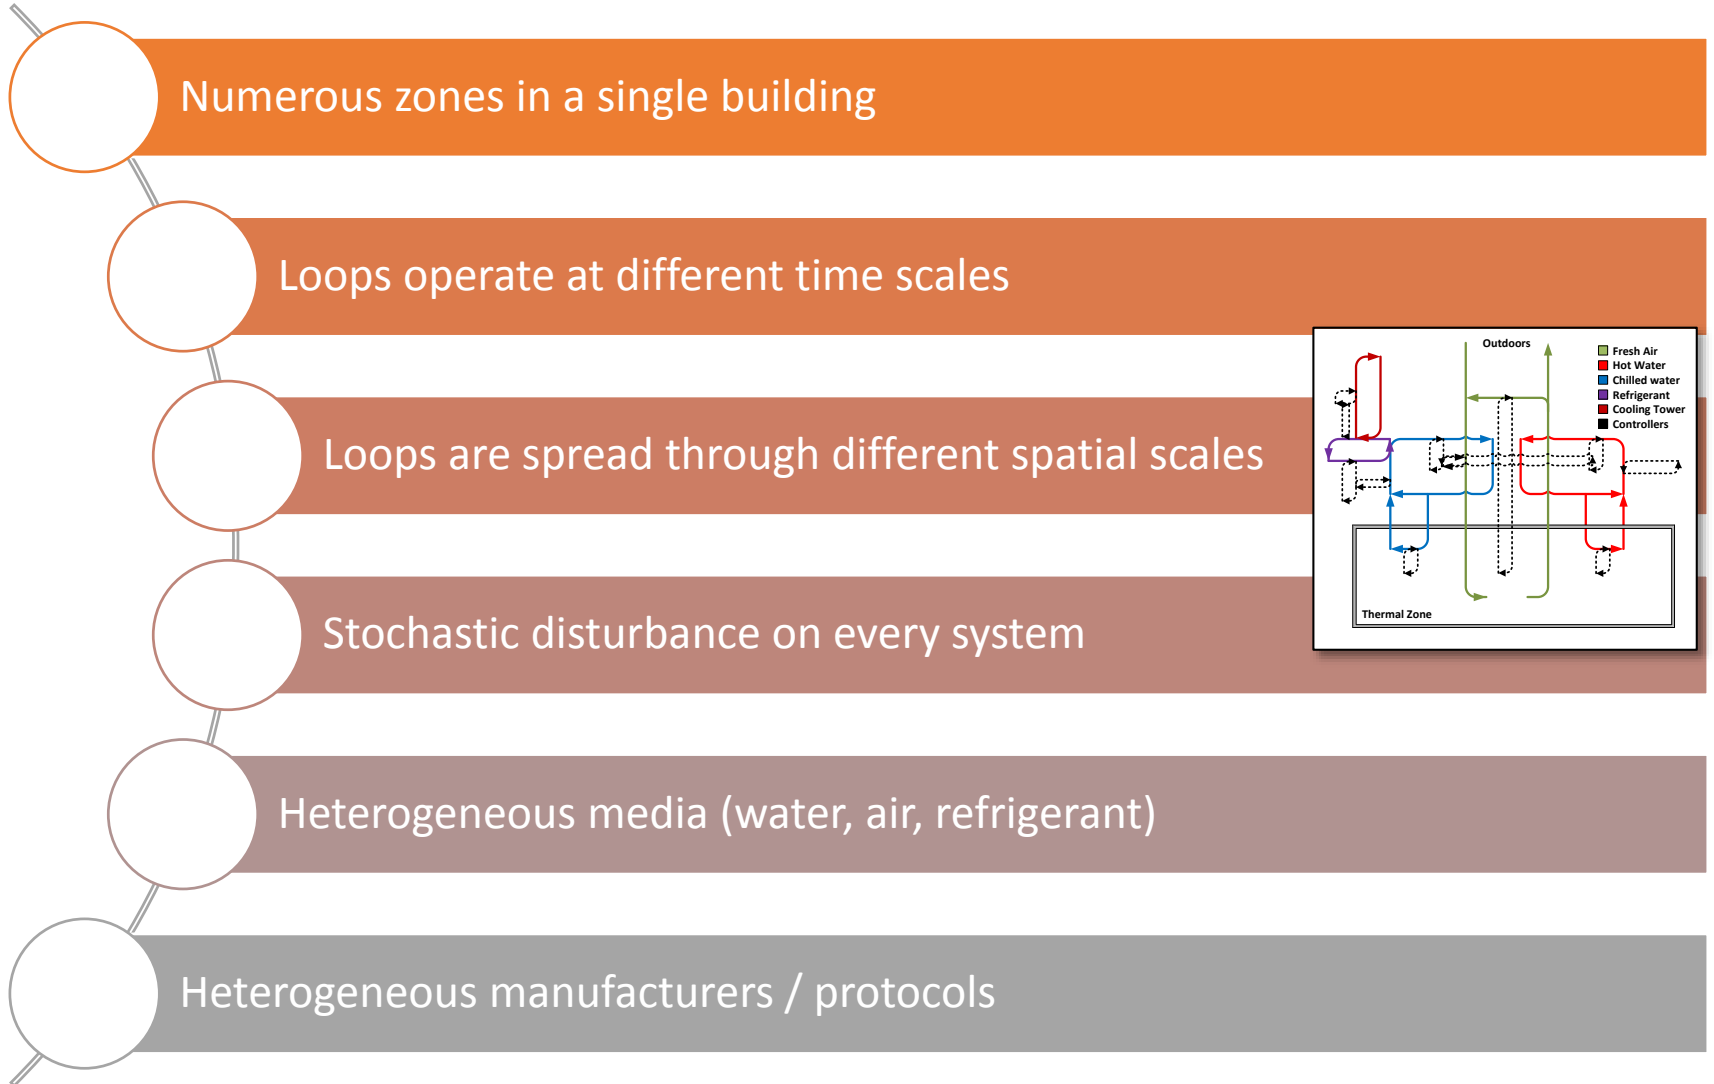 Numerous zones in a single building
Loops operate at different time scales
Loops are spread through different spatial scales
Stochastic disturbance on every system
Heterogeneous media (water, air, refrigerant)
Heterogeneous manufacturers / protocols
Outdoors
Fresh Air
Hot Water
Chilled water
Refrigerant
Cooling Tower
Controllers
Thermal Zone